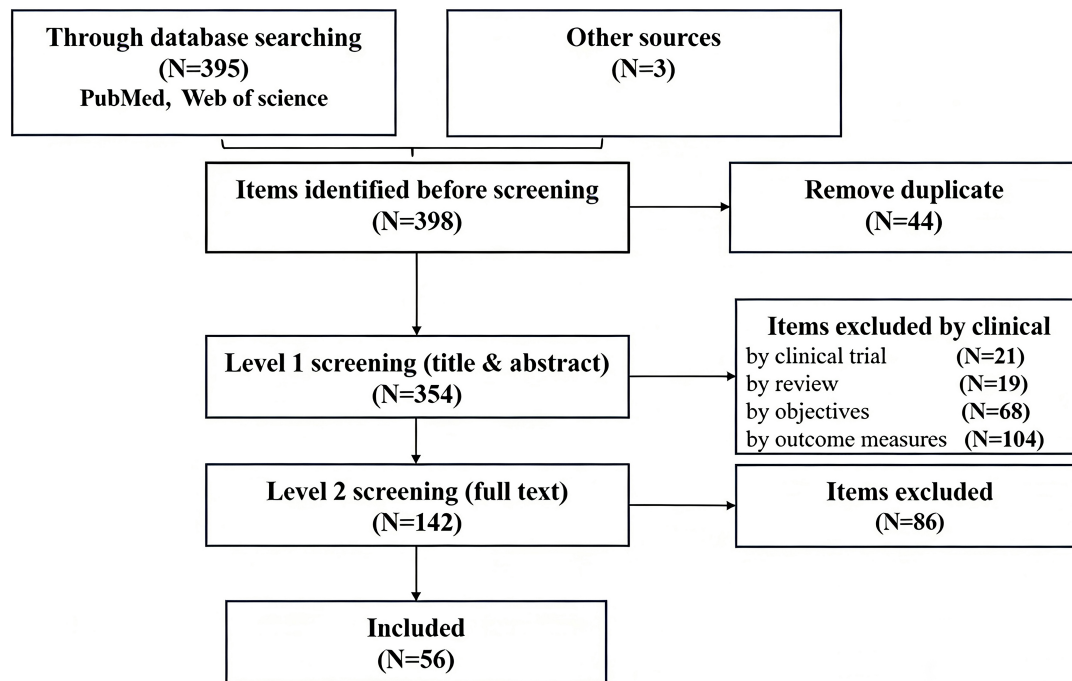 Through database searching
(N=395)
PubMed, Web of science
Other sources
(N=3)
Items identified before screening
(N=398)
Remove duplicate
(N=44)
Level 1 screening (title & abstract)
(N=354)
Items excluded by clinical
by clinical trial (N=21)
by review (N=19)
by objectives (N=68)
by outcome measures (N=104)
Level 2 screening (full text)
(N=142)
Items excluded
(N=86)
Included
(N=56)